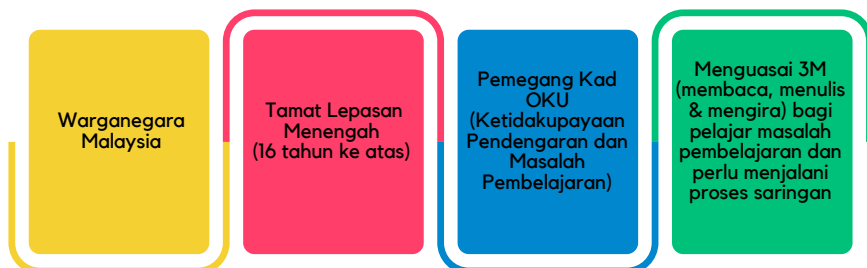 Warganegara
Malaysia
Tamat Lepasan
Menengah
(16 tahun ke atas)
Pemegang Kad
OKU
(Ketidakupayaan
Pendengaran dan
Masalah
Pembelajaran)
Menguasai 3M
(membaca, menulis
& mengira) bagi
pelajar masalah
pembelajaran dan
perlu menjalani
proses saringan